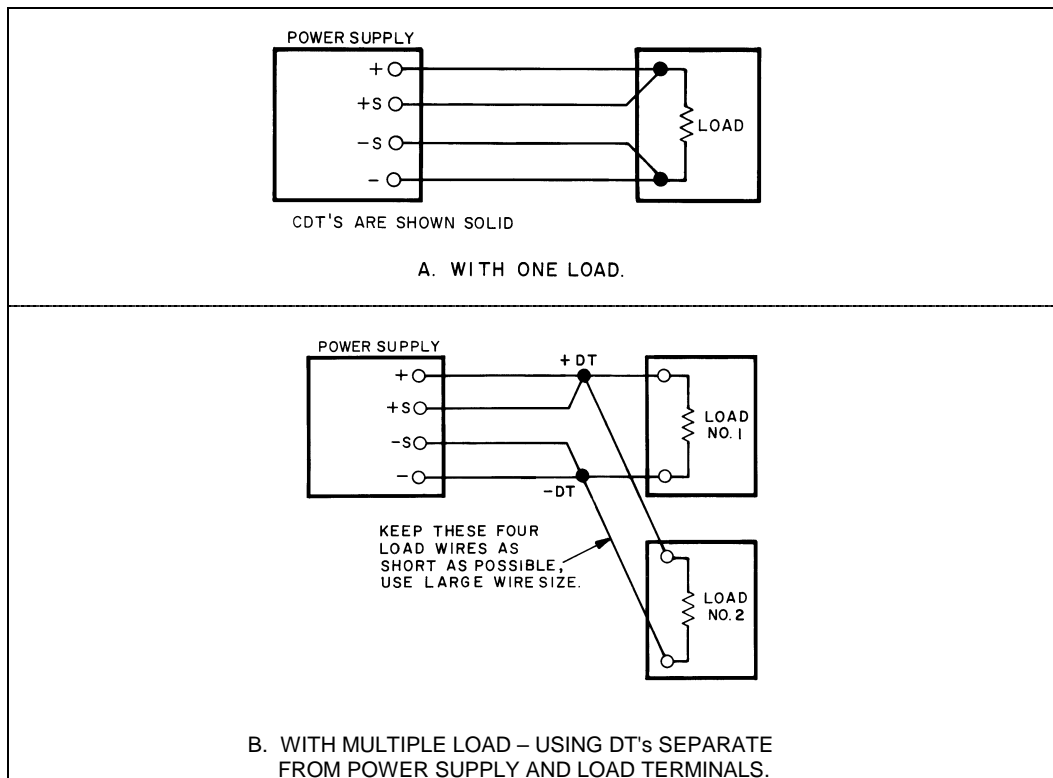 POWER SUPPLY
+
+S
-S
-
LOAD
CDT'S ARE SHOWN SOLID
A. WITH ONE LOAD.
POWER SUPPLY
+
+S
-S
-
+ DT
-DT
LOAD
NO. 1
KEEP THESE FOUR
LOAD WIRES AS
SHORT AS POSSIBLE,
USE LARGE WIRE SIZE.
LOAD
NO. 2
B. WITH MULTIPLE LOAD – USING DT's SEPARATE
FROM POWER SUPPLY AND LOAD TERMINALS.